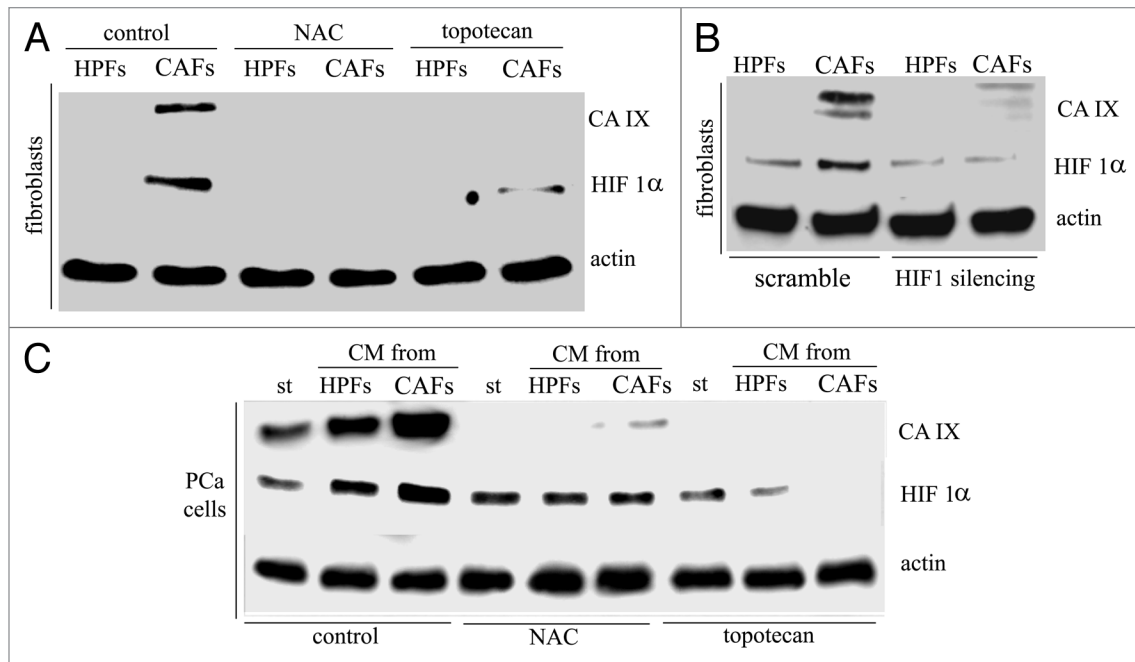 A
control NAC topotecan
HPFs CAFs HPFs CAFs HPFs CAFs
fibroblasts
CA IX
HIF 1α
actin
B
HPFs CAFs HPFs CAFs
fibroblasts
CA IX
HIF 1α
actin
scramble HIF1 silencing
C
CM from CM from CM from
st HPFs CAFs st HPFs CAFs st HPFs CAFs
PCa
cells
CA IX
HIF 1α
actin
control NAC topotecan